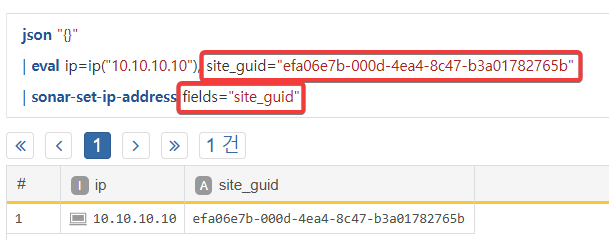 json "{}"
| eval ip=ip("10.10.10.10"), site_guid="efa06e7b-000d-4ea4-8c47-b3a01782765b"
| sonar-set-ip-address fields="site_guid"
« ‹ 1 › » 1 건
# I ip A site_guid
1 10.10.10.10 efa06e7b-000d-4ea4-8c47-b3a01782765b